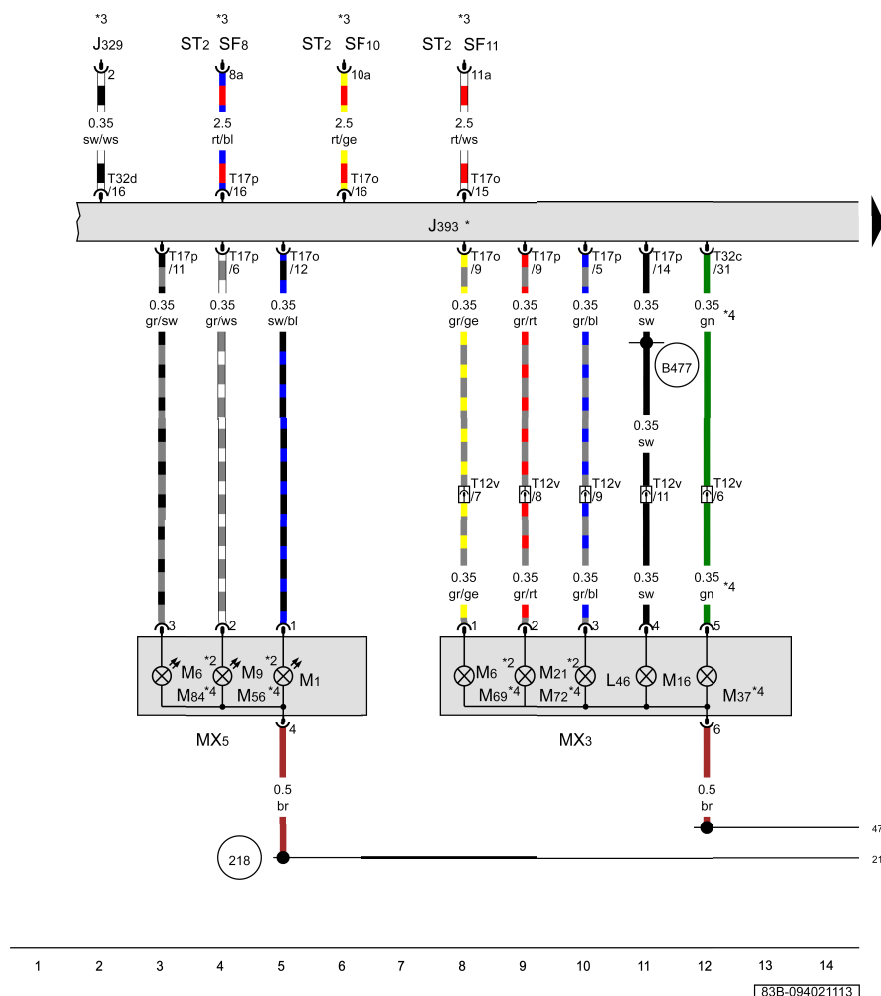 *3 *3 *3 *3
J329 ST2 SF8 ST2 SF10 ST2 SF11
2 8a 10a 11a
0.35 2.5 2.5 2.5
sw/ws rt/bl rt/ge rt/ws
T32d T17p T17o T17o
/16 /16 /16 /15
J393 *
T17p T17p T17o T17o T17p T17p T17p T32c
/11 /6 /12 /9 /9 /5 /14 /31
0.35 0.35 0.35 0.35 0.35 0.35 0.35 0.35 *4
gr/sw gr/ws sw/bl gr/ge gr/rt gr/bl sw gn
B477
0.35
sw
T12v T12v T12v T12v T12v
/7 /8 /9 /11 /6
0.35 0.35 0.35 0.35 0.35 *4
gr/ge gr/rt gr/bl sw gn
3 2 1 1 2 3 4 5
M6 *2 M9 *2 M1 M6 *2 M21 *2 L46 M16
M84 *4 M56 *4 M69 *4 M72 *4 M37 *4
4 6
MX5 MX3
0.5 0.5
br br
47
218 21
1 2 3 4 5 6 7 8 9 10 11 12 13 14
83B-094021113